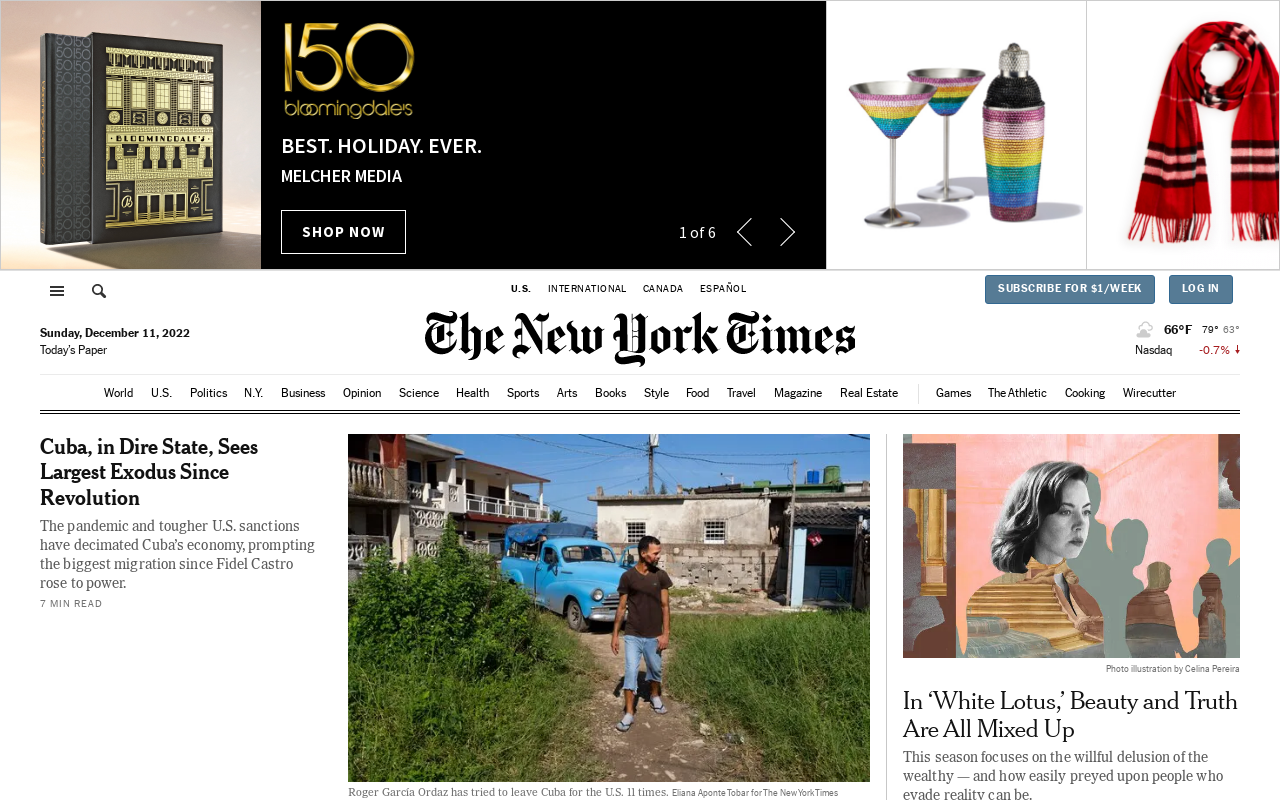 150
bloomingdale's
BEST. HOLIDAY. EVER.
MELCHER MEDIA
SHOP NOW
1 of 6
BLOOMINGDALE'S
U.S. INTERNATIONAL CANADA ESPAÑOL
SUBSCRIBE FOR $1/WEEK
LOG IN
Sunday, December 11, 2022
Today's Paper
The New York Times
66°F 79° 63°
Nasdaq -0.7%
World U.S. Politics N.Y. Business Opinion Science Health Sports Arts Books Style Food Travel Magazine Real Estate Games The Athletic Cooking Wirecutter
Cuba, in Dire State, Sees
Largest Exodus Since
Revolution
The pandemic and tougher U.S. sanctions
have decimated Cuba’s economy, prompting
the biggest migration since Fidel Castro
rose to power.
7 MIN READ
Roger García Ordaz has tried to leave Cuba for the U.S. 11 times. Eliana Aponte Tobar for The New York Times
Photo illustration by Celina Pereira
In ‘White Lotus,’ Beauty and Truth
Are All Mixed Up
This season focuses on the willful delusion of the
wealthy — and how easily preyed upon people who
evade reality can be.